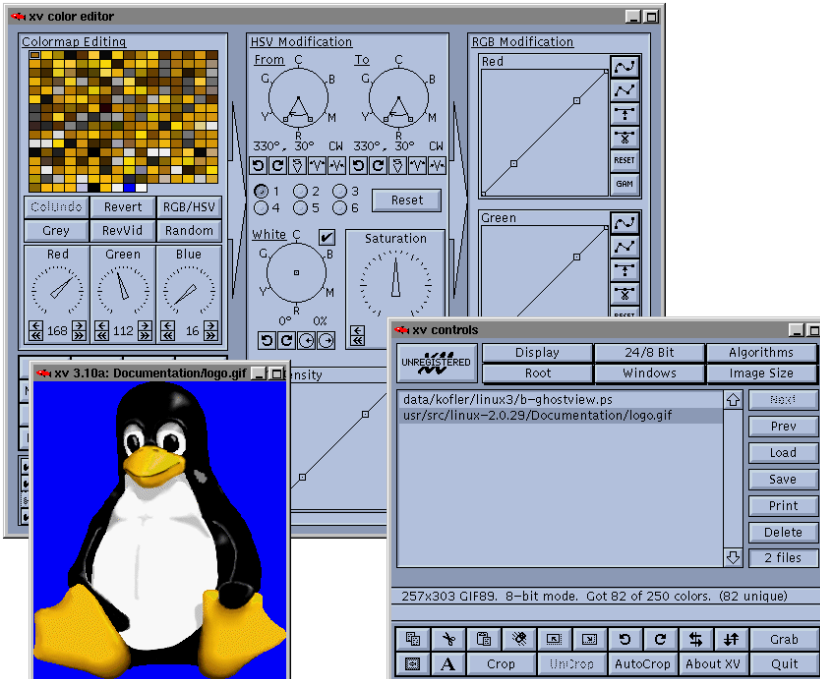 xv color editor
Colormap Editing
ColUndo Revert RGB/HSV
Grey RevVid Random
Red Green Blue
168 112 16
HSV Modification
From To
C C
G B G B
Y M Y M
R R
330°, 30° CW 330°, 30° CW
1 2 3
4 5 6
Reset
White
C
G B
Y M
R
0° 0%
Saturation
RGB Modification
Red
RESET
GAM
Green
xv controls
UNREGISTERED
Display 24/8 Bit Algorithms
Root Windows Image Size
data/kofler/linux3/b-ghostview.ps
usr/src/linux-2.0.29/Documentation/logo.gif
Next
Prev
Load
Save
Print
Delete
2 files
257x303 GIF89. 8-bit mode. Got 82 of 250 colors. (82 unique)
Grab
A Crop UnCrop AutoCrop About XV Quit
xv 3.10a: Documentation/logo.gif